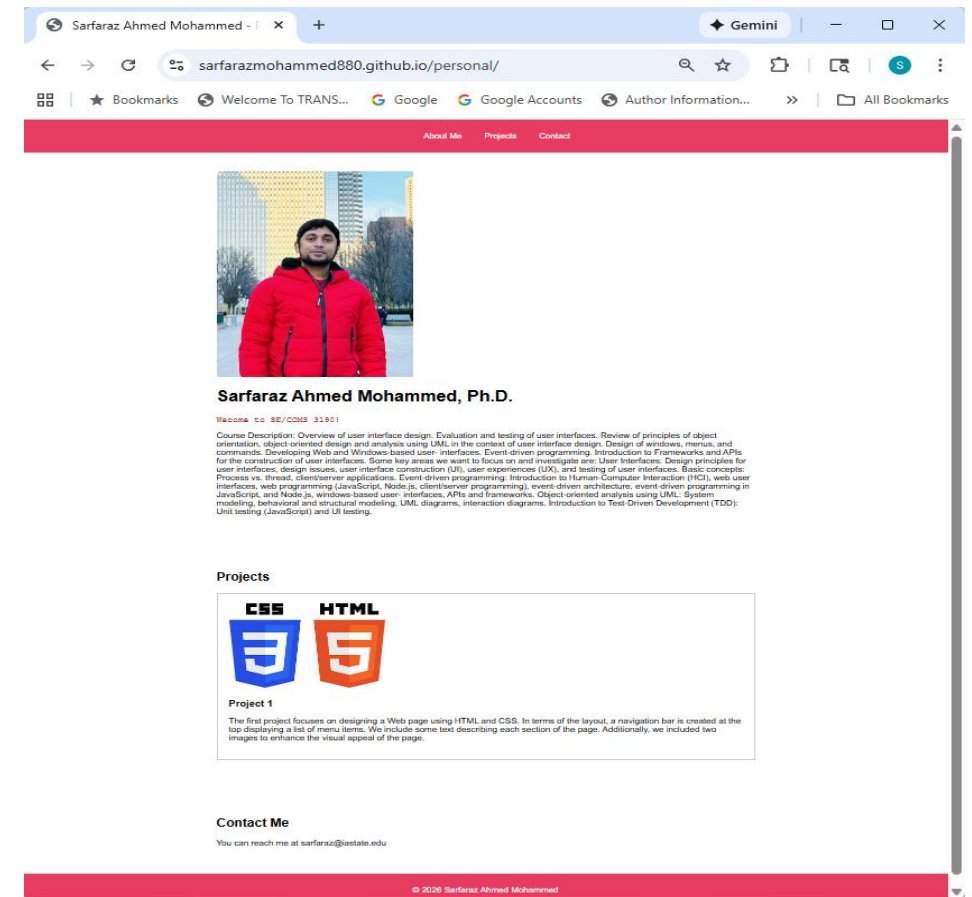 Sarfaraz Ahmed Mohammed - P
Gemini
sarfarazmohammed880.github.io/personal/
S
Bookmarks
Welcome To TRANS...
Google
Google Accounts
Author Information...
All Bookmarks
About Me Projects Contact
Sarfaraz Ahmed Mohammed, Ph.D.
Wecome to SE/COMS 3190!
Course Description: Overview of user interface design. Evaluation and testing of user interfaces. Review of principles of object
orientation, object-oriented design and analysis using UML in the context of user interface design. Design of windows, menus, and
commands. Developing Web and Windows-based user- interfaces. Event-driven programming. Introduction to Frameworks and APIs
for the construction of user interfaces. Some key areas we want to focus on and investigate are: User Interfaces: Design principles for
user interfaces, design issues, user interface construction (UI), user experiences (UX), and testing of user interfaces. Basic concepts:
Process vs. thread, client/server applications. Event-driven programming: Introduction to Human-Computer Interaction (HCI), web user
interfaces, web programming (JavaScript, Node.js, client/server programming), event-driven architecture, event-driven programming in
JavaScript, and Node.js, windows-based user- interfaces, APIs and frameworks. Object-oriented analysis using UML: System
modeling, behavioral and structural modeling, UML diagrams, interaction diagrams. Introduction to Test-Driven Development (TDD):
Unit testing (JavaScript) and UI testing.
Projects
CSS HTML
3 5
Project 1
The first project focuses on designing a Web page using HTML and CSS. In terms of the layout, a navigation bar is created at the
top displaying a list of menu items. We include some text describing each section of the page. Additionally, we included two
images to enhance the visual appeal of the page.
Contact Me
You can reach me at sarfaraz@iastate.edu
© 2026 Sarfaraz Ahmed Mohammed